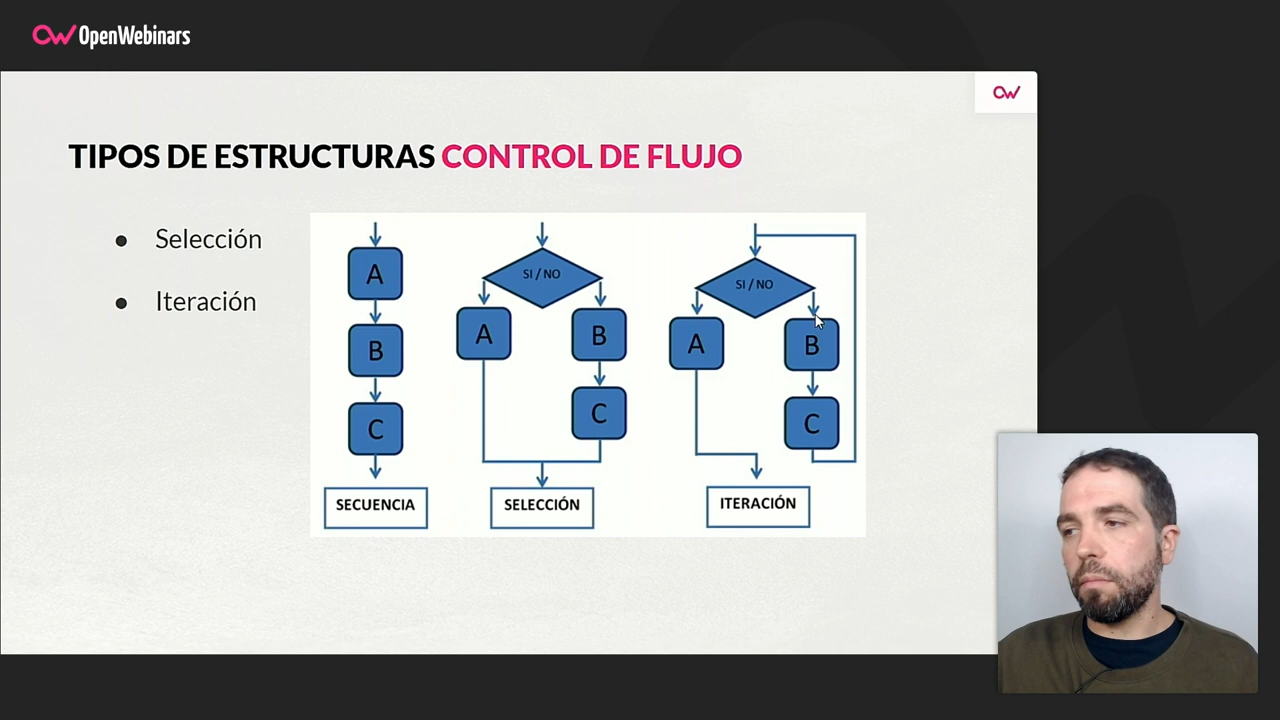 OpenWebinars
TIPOS DE ESTRUCTURAS CONTROL DE FLUJO
Selección
Iteración
A
B
C
SECUENCIA
SI / NO
A
B
C
SELECCIÓN
SI / NO
A
B
C
ITERACIÓN